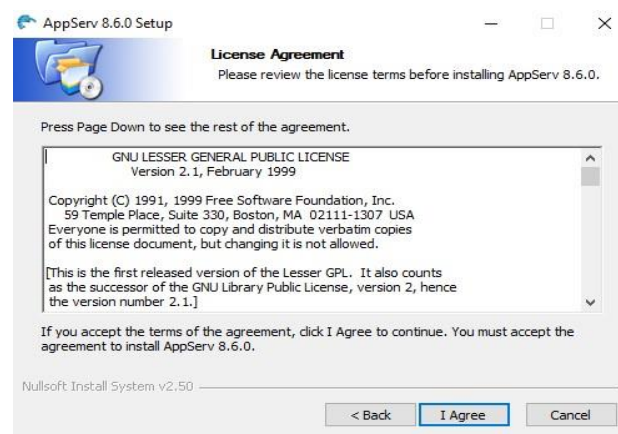 AppServ 8.6.0 Setup
License Agreement
Please review the license terms before installing AppServ 8.6.0.
Press Page Down to see the rest of the agreement.
GNU LESSER GENERAL PUBLIC LICENSE
Version 2.1, February 1999
Copyright (C) 1991, 1999 Free Software Foundation, Inc.
59 Temple Place, Suite 330, Boston, MA  02111-1307  USA
Everyone is permitted to copy and distribute verbatim copies
of this license document, but changing it is not allowed.
[This is the first released version of the Lesser GPL.  It also counts
as the successor of the GNU Library Public License, version 2, hence
the version number 2.1.]
If you accept the terms of the agreement, click I Agree to continue. You must accept the
agreement to install AppServ 8.6.0.
Nullsoft Install System v2.50
< Back I Agree Cancel